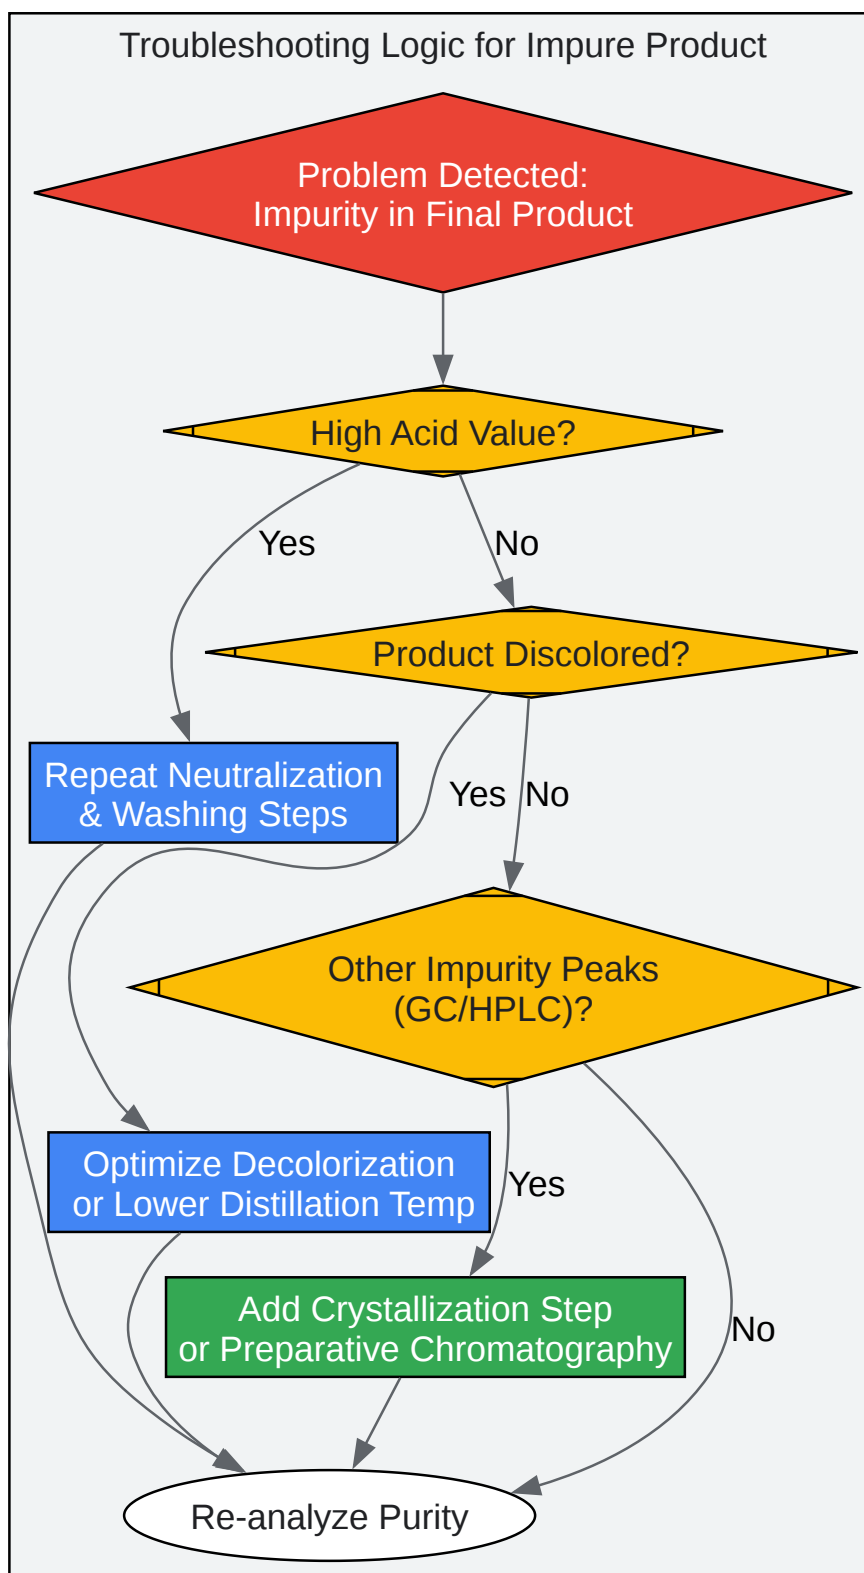 Troubleshooting Logic for Impure Product
Problem Detected:
Impurity in Final Product
High Acid Value?
Yes
No
Product Discolored?
Repeat Neutralization
& Washing Steps
Yes
No
Other Impurity Peaks
(GC/HPLC)?
Optimize Decolorization
or Lower Distillation Temp
Yes
Add Crystallization Step
or Preparative Chromatography
No
Re-analyze Purity